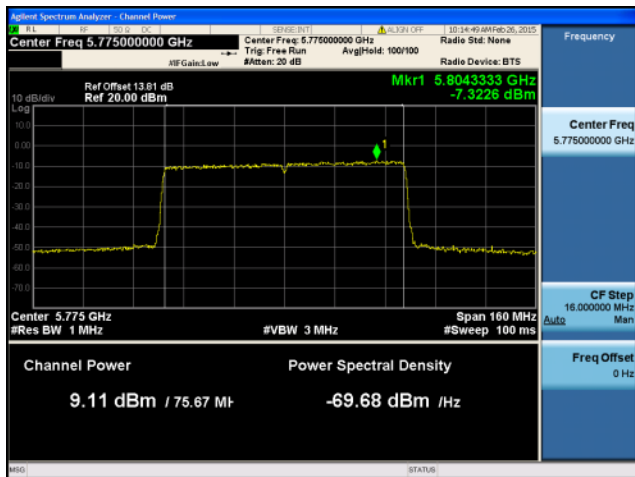 Agilent Spectrum Analyzer - Channel Power
RL RF 50 Ω DC SENSE:INT ALIGN OFF 10:14:49 AM Feb 26, 2015
Center Freq 5.775000000 GHz
Center Freq: 5.775000000 GHz
Radio Std: None
Trig: Free Run Avg|Hold: 100/100
#IFGain:Low #Atten: 20 dB Radio Device: BTS
Mkr1 5.8043333 GHz
-7.3226 dBm
Ref Offset 13.81 dB
10 dB/div Ref 20.00 dBm
Log
10.0
0.00
-10.0
-20.0
-30.0
-40.0
-50.0
-60.0
-70.0
1
Center 5.775 GHz Span 160 MHz
#Res BW 1 MHz #VBW 3 MHz #Sweep 100 ms
Channel Power Power Spectral Density
9.11 dBm / 75.67 MH -69.68 dBm /Hz
MSG STATUS
Frequency
Center Freq
5.775000000 GHz
CF Step
16.000000 MHz
Auto Man
Freq Offset
0 Hz